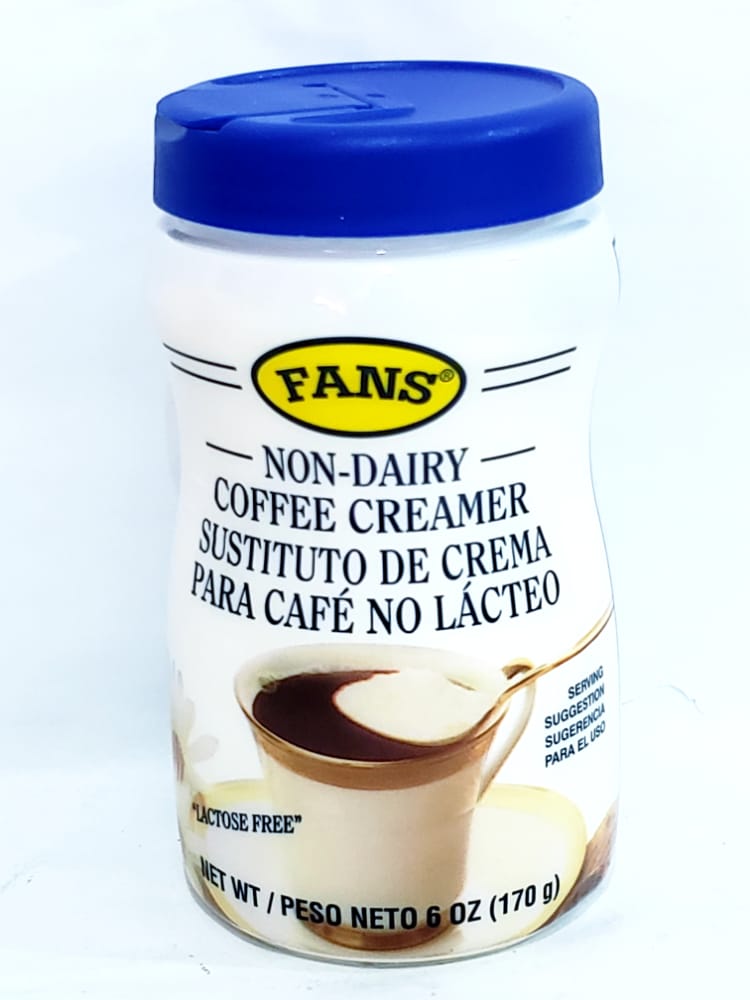 FANS®
NON-DAIRY
COFFEE CREAMER
SUSTITUTO DE CREMA
PARA CAFÉ NO LÁCTEO
SERVING
SUGGESTION
SUGERENCIA
PARA EL USO
"LACTOSE FREE"
NET WT / PESO NETO 6 OZ (170 g)